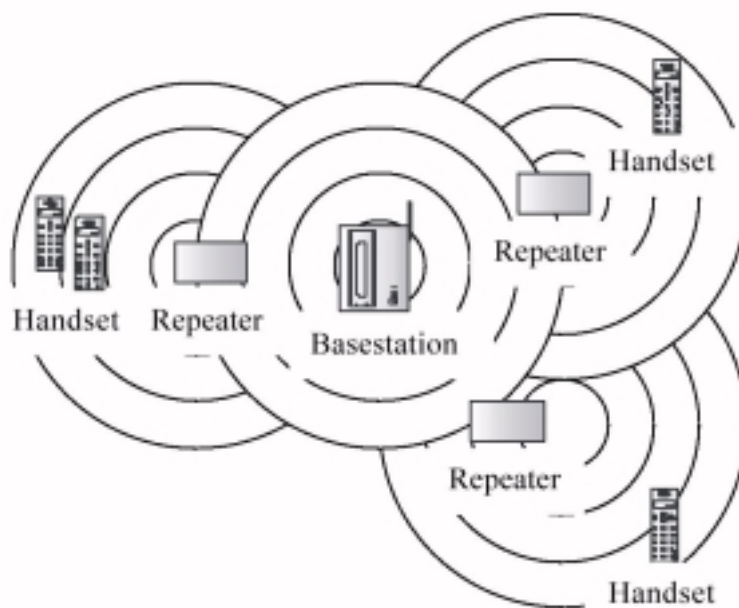 Handset
Repeater
Handset
Repeater
Basestation
Repeater
Handset